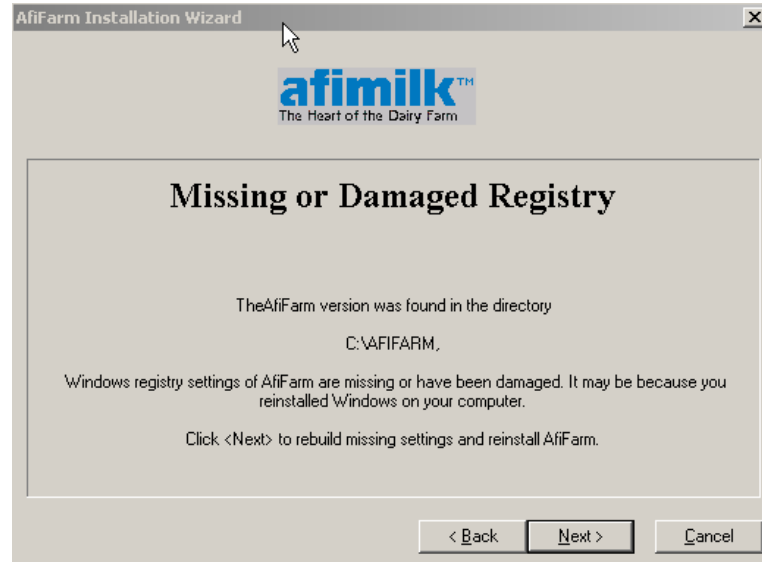 AfiFarm Installation Wizard
afimilk™
The Heart of the Dairy Farm
Missing or Damaged Registry
TheAfiFarm version was found in the directory
C:\AFIFARM,
Windows registry settings of AfiFarm are missing or have been damaged. It may be because you
reinstalled Windows on your computer.
Click <Next> to rebuild missing settings and reinstall AfiFarm.
< Back Next > Cancel